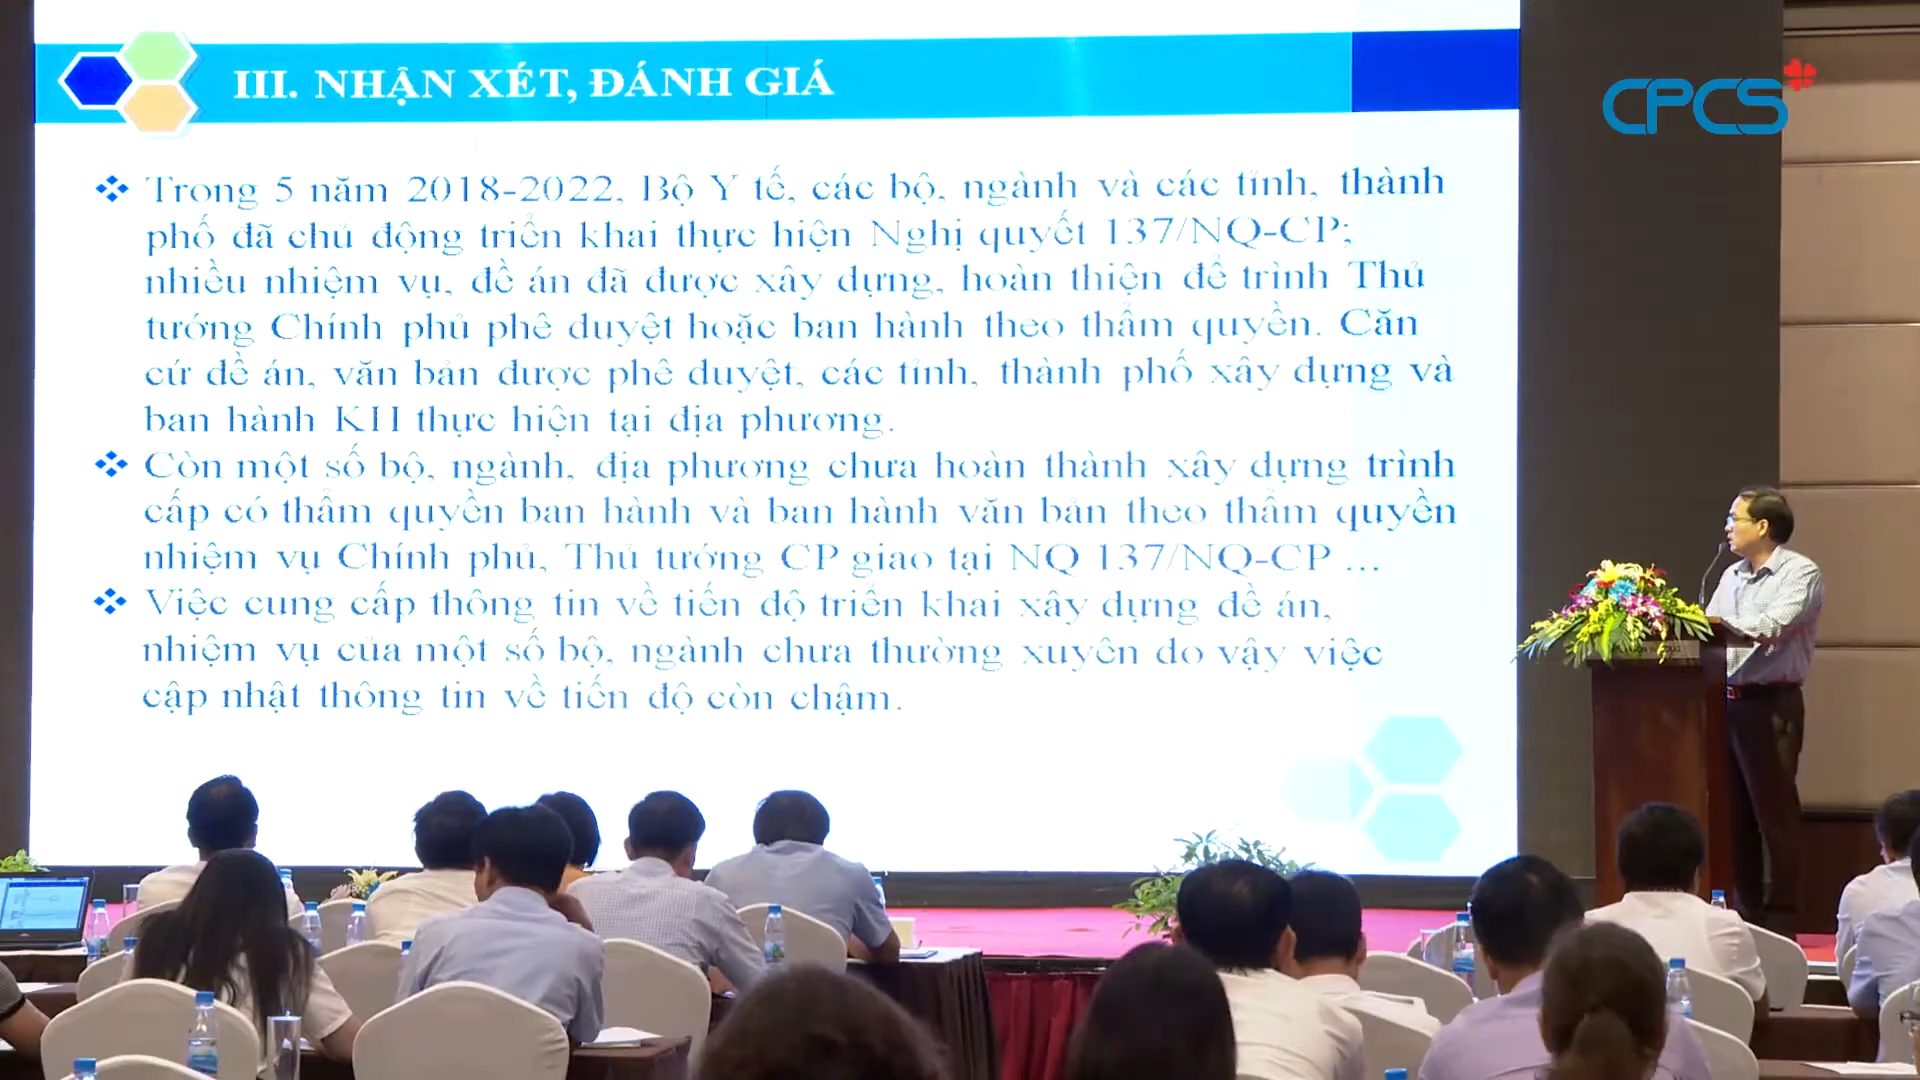 III. NHẬN XÉT, ĐÁNH GIÁ
CPCS
Trong 5 năm 2018-2022, Bộ Y tế, các bộ, ngành và các tỉnh, thành
phố đã chủ động triển khai thực hiện Nghị quyết 137/NQ-CP;
nhiều nhiệm vụ, đề án đã được xây dựng, hoàn thiện để trình Thủ
tướng Chính phủ phê duyệt hoặc ban hành theo thẩm quyền. Căn
cứ đề án, văn bản được phê duyệt, các tỉnh, thành phố xây dựng và
ban hành KH thực hiện tại địa phương.
Còn một số bộ, ngành, địa phương chưa hoàn thành xây dựng trình
cấp có thẩm quyền ban hành và ban hành văn bản theo thẩm quyền
nhiệm vụ Chính phủ, Thủ tướng CP giao tại NQ 137/NQ-CP ...
Việc cung cấp thông tin về tiến độ triển khai xây dựng đề án,
nhiệm vụ của một số bộ, ngành chưa thường xuyên do vậy việc
cập nhật thông tin về tiến độ còn chậm.